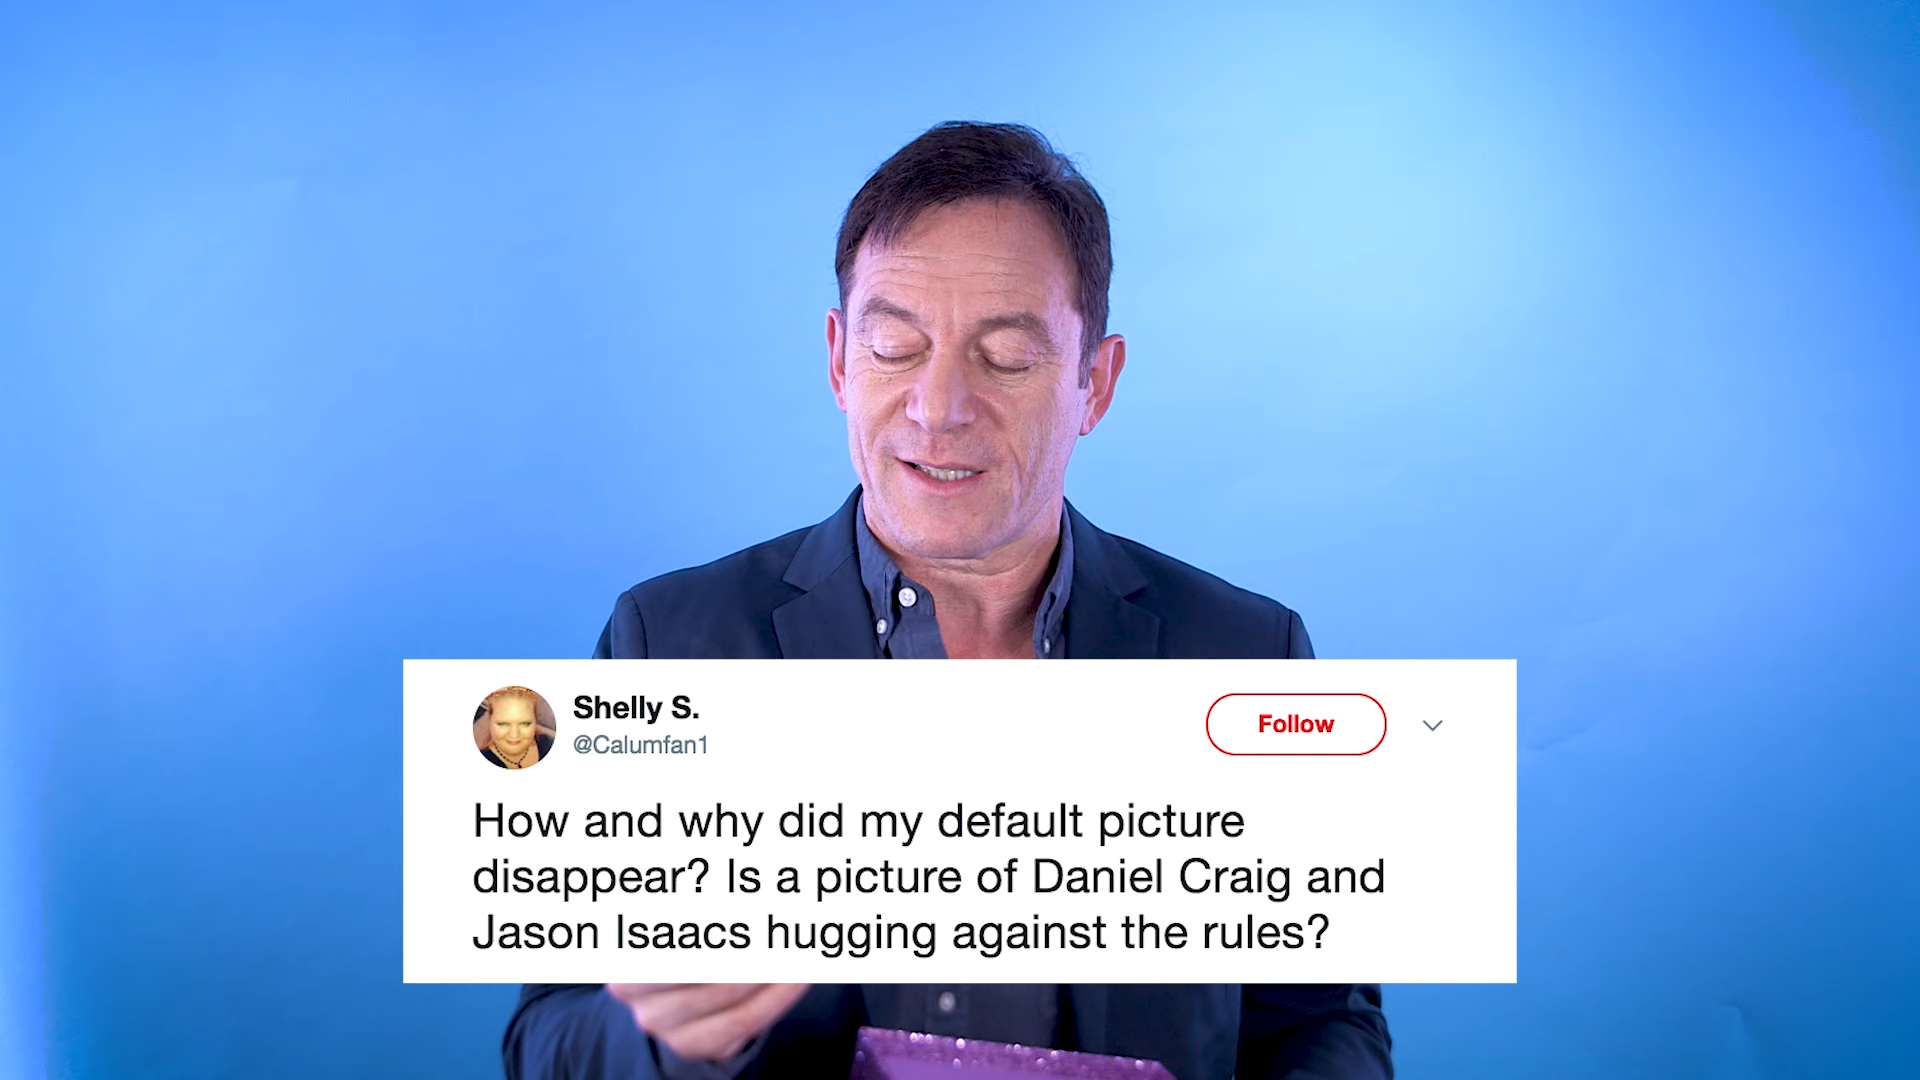 Shelly S.
@Calumfan1
Follow
How and why did my default picture
disappear? Is a picture of Daniel Craig and
Jason Isaacs hugging against the rules?